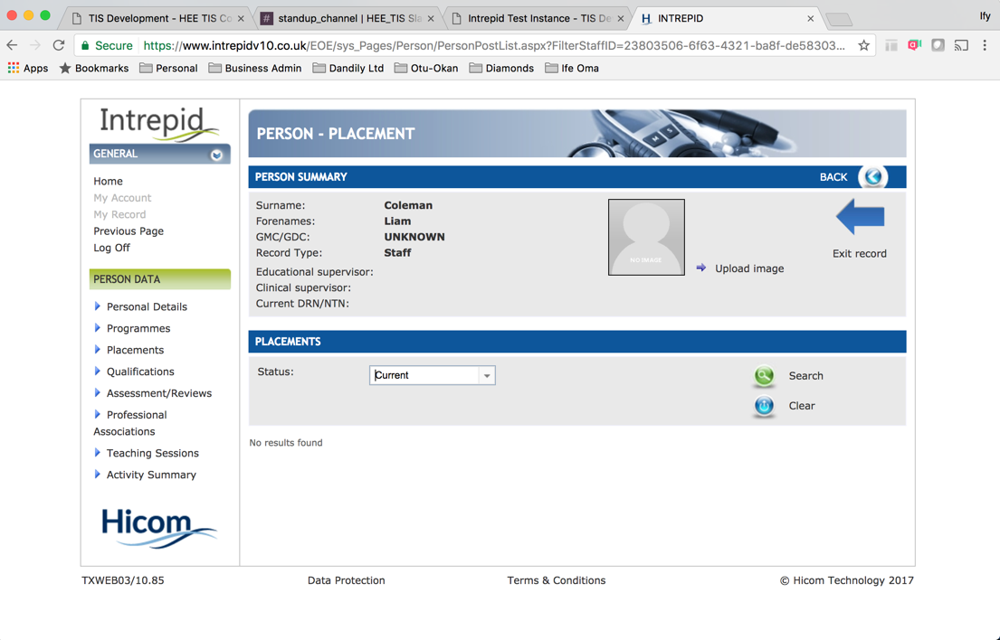 TIS Development - HEE TIS Co
standup_channel | HEE_TIS Sla
Intrepid Test Instance - TIS De
INTREPID
Ify
Secure
https://www.intrepidv10.co.uk/EOE/sys_Pages/Person/PersonPostList.aspx?FilterStaffID=23803506-6f63-4321-ba8f-de58303...
Apps
Bookmarks
Personal
Business Admin
Dandily Ltd
Otu-Okan
Diamonds
Ife Oma
Intrepid
GENERAL
Home
My Account
My Record
Previous Page
Log Off
PERSON DATA
Personal Details
Programmes
Placements
Qualifications
Assessment/Reviews
Professional
Associations
Teaching Sessions
Activity Summary
Hicom
PERSON - PLACEMENT
M S
PERSON SUMMARY
BACK
Surname: Coleman
Forenames: Liam
GMC/GDC: UNKNOWN
Record Type: Staff
Educational supervisor:
Clinical supervisor:
Current DRN/NTN:
NO IMAGE
Upload image
Exit record
PLACEMENTS
Status: Current
Search
Clear
No results found
TXWEB03/10.85
Data Protection
Terms & Conditions
© Hicom Technology 2017